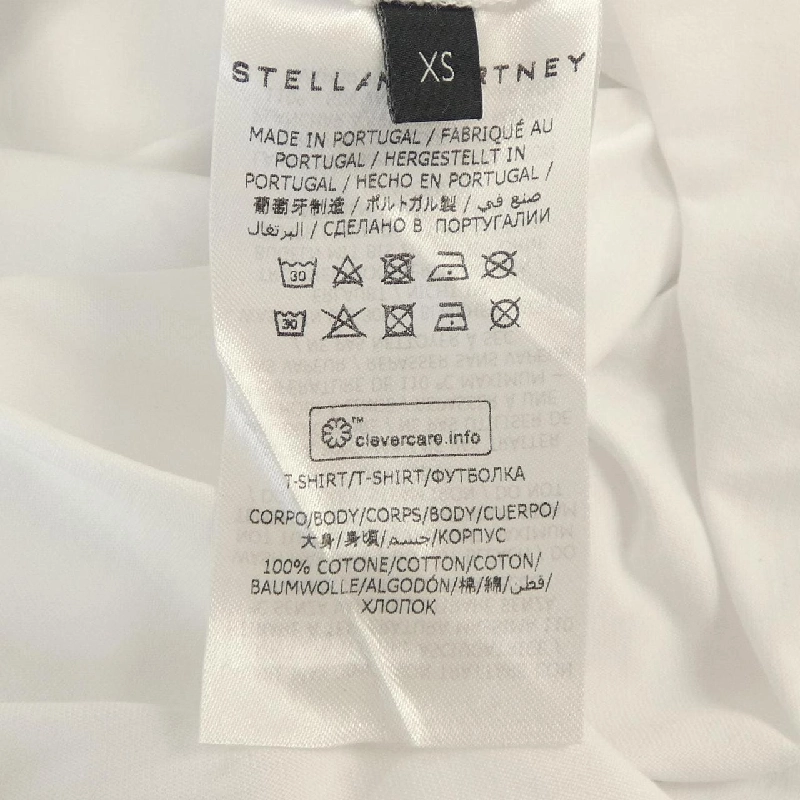 XS
STELLA RTNEY
MADE IN PORTUGAL / FABRIQUÉ AU
PORTUGAL / HERGESTELLT IN
PORTUGAL / HECHO EN PORTUGAL /
葡萄牙制造 / ポルトガル製 / صنع في
البرتغال / СДЕЛАНО В ПОРТУГАЛИИ
30
30
™
clevercare.info
T-SHIRT/T-SHIRT/ФУТБОЛКА
CORPO/BODY/CORPS/BODY/CUERPO/
大身/身頃/جسم/КОРПУС
100% COTONE/COTTON/COTON/
BAUMWOLLE/ALGODÓN/棉/綿/قطن/
ХЛОПОК